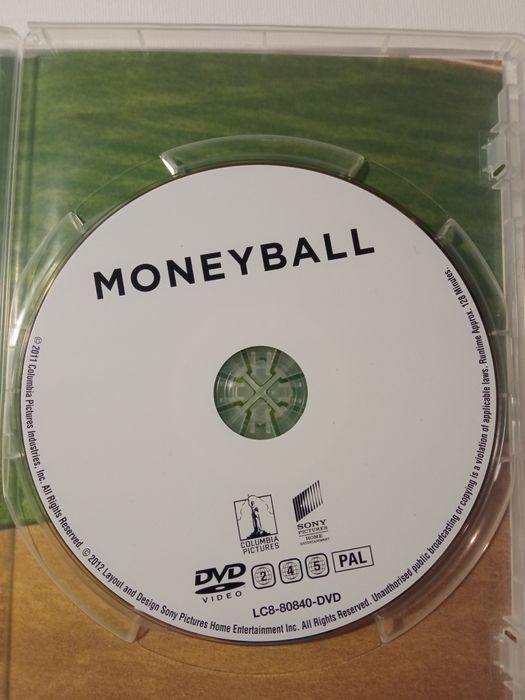 MONEYBALL
COLUMBIA
PICTURES
SONY
PICTURES
HOME
ENTERTAINMENT
DVD
VIDEO
2 4 5 PAL
LC8-80840-DVD
© 2011 Columbia Pictures Industries, Inc. All Rights Reserved. © 2012 Layout and Design Sony Pictures Home Entertainment Inc. All Rights Reserved. Unauthorised public broadcasting or copying is a violation of applicable laws. Runtime Approx. 128 Minutes.